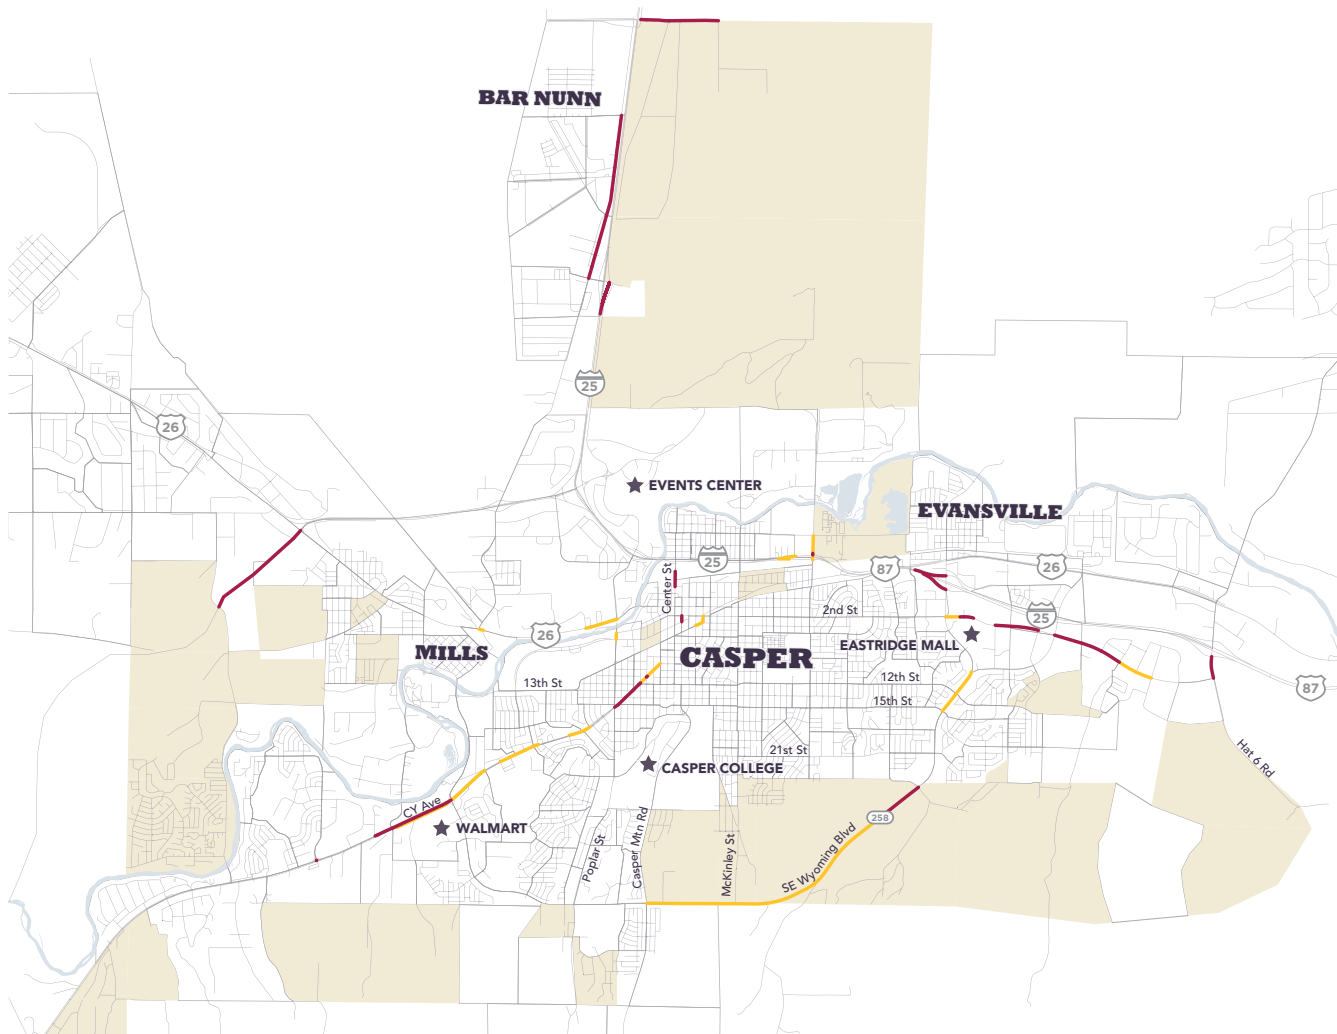 BAR NUNN
25
26
EVENTS CENTER
EVANSVILLE
25
87
26
Center St
2nd St
25
26
EASTRIDGE MALL
MILLS
CASPER
13th St
12th St
87
15th St
21st St
Hat 6 Rd
CASPER COLLEGE
CY Ave
WALMART
258
Poplar St
Casper Mtn Rd
McKinley St
SE Wyoming Blvd